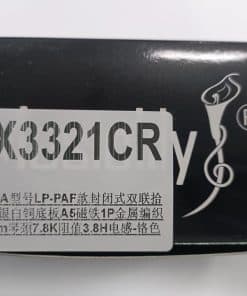 X3321CR
A型号LP-PAF款封闭式双联拾
银白铜底板A5磁铁1P金属编织
m琴颈7.8K阻值3.8H电感-铬色